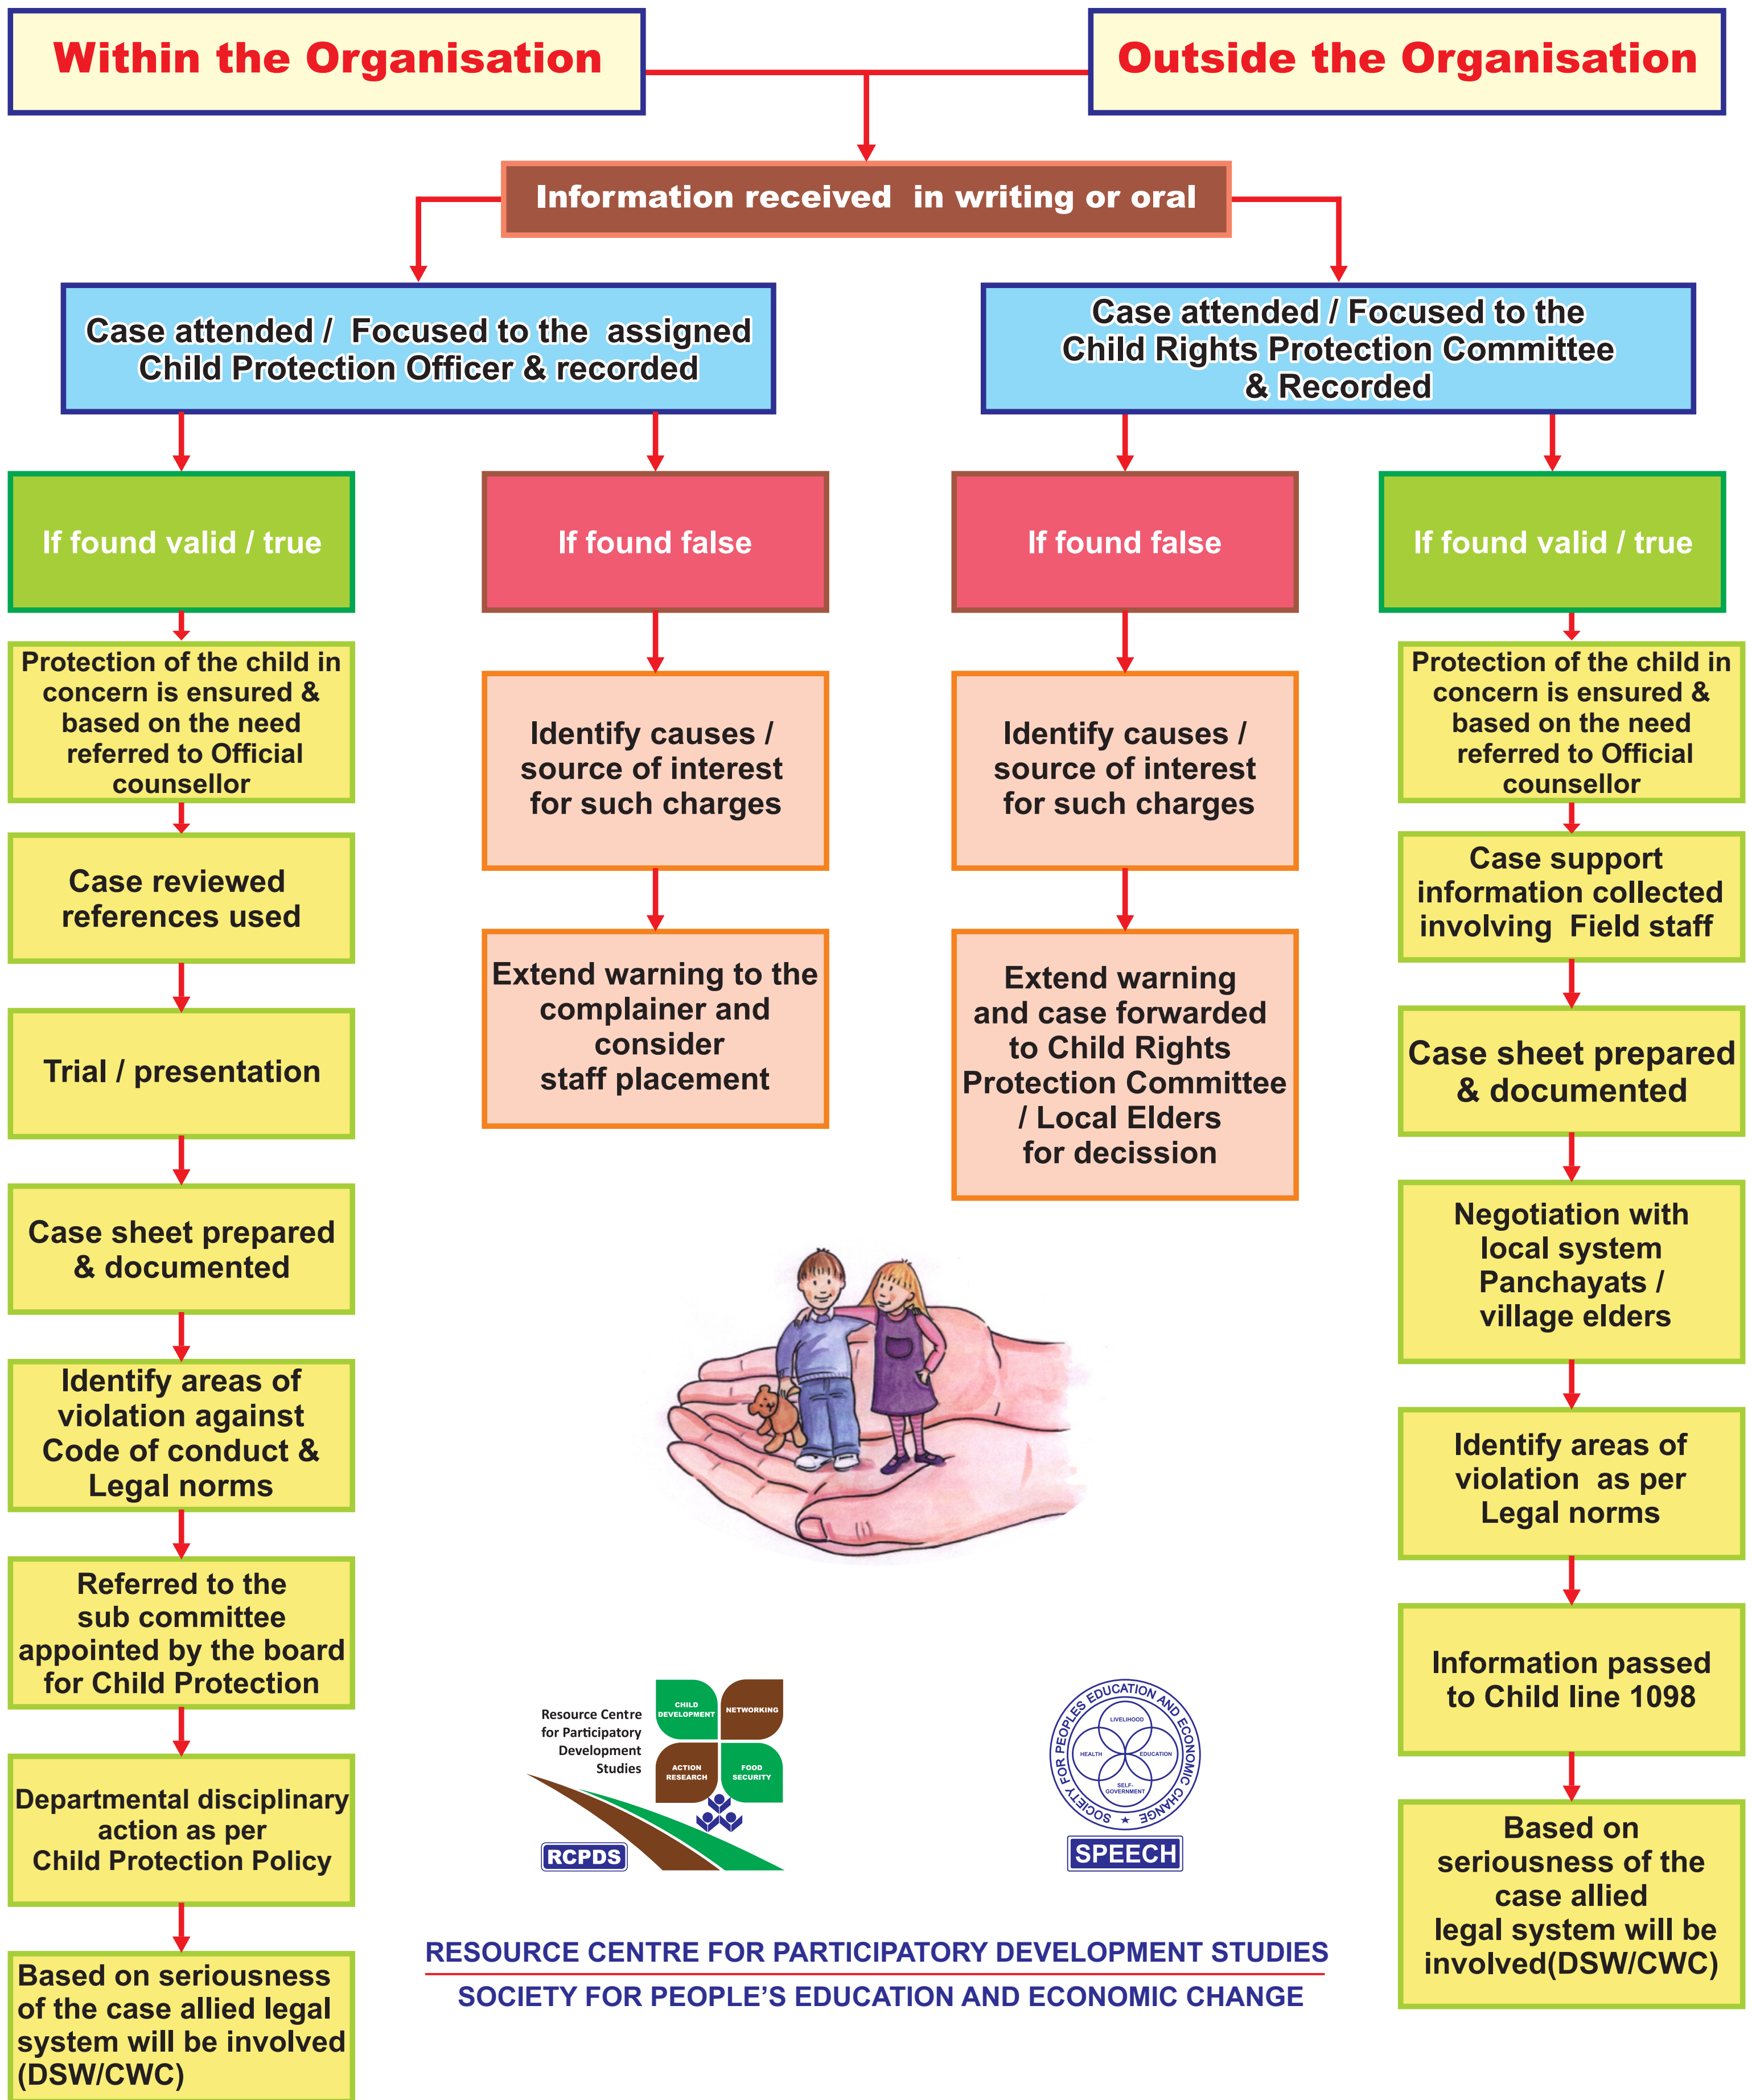 Within the Organisation
Outside the Organisation
Information received in writing or oral
Case attended / Focused to the assigned
Child Protection Officer & recorded
Case attended / Focused to the
Child Rights Protection Committee
& Recorded
If found valid / true
If found false
If found false
If found valid / true
Protection of the child in
concern is ensured &
based on the need
referred to Official
counsellor
Case reviewed
references used
Trial / presentation
Case sheet prepared
& documented
Identify areas of
violation against
Code of conduct &
Legal norms
Referred to the
sub committee
appointed by the board
for Child Protection
Departmental disciplinary
action as per
Child Protection Policy
Based on seriousness
of the case allied legal
system will be involved
(DSW/CWC)
Identify causes /
source of interest
for such charges
Extend warning to the
complainer and
consider
staff placement
Identify causes /
source of interest
for such charges
Extend warning
and case forwarded
to Child Rights
Protection Committee
/ Local Elders
for decission
Protection of the child in
concern is ensured &
based on the need
referred to Official
counsellor
Case support
information collected
involving Field staff
Case sheet prepared
& documented
Negotiation with
local system
Panchayats /
village elders
Identify areas of
violation as per
Legal norms
Information passed
to Child line 1098
Based on
seriousness of the
case allied
legal system will be
involved(DSW/CWC)
Resource Centre
for Participatory
Development
Studies
CHILD
DEVELOPMENT
NETWORKING
ACTION
RESEARCH
FOOD
SECURITY
RCPDS
SOCIETY FOR PEOPLES EDUCATION AND ECONOMIC CHANGE ★
LIVELIHOOD
HEALTH
EDUCATION
SELF-
GOVERNMENT
SPEECH
RESOURCE CENTRE FOR PARTICIPATORY DEVELOPMENT STUDIES
SOCIETY FOR PEOPLE’S EDUCATION AND ECONOMIC CHANGE